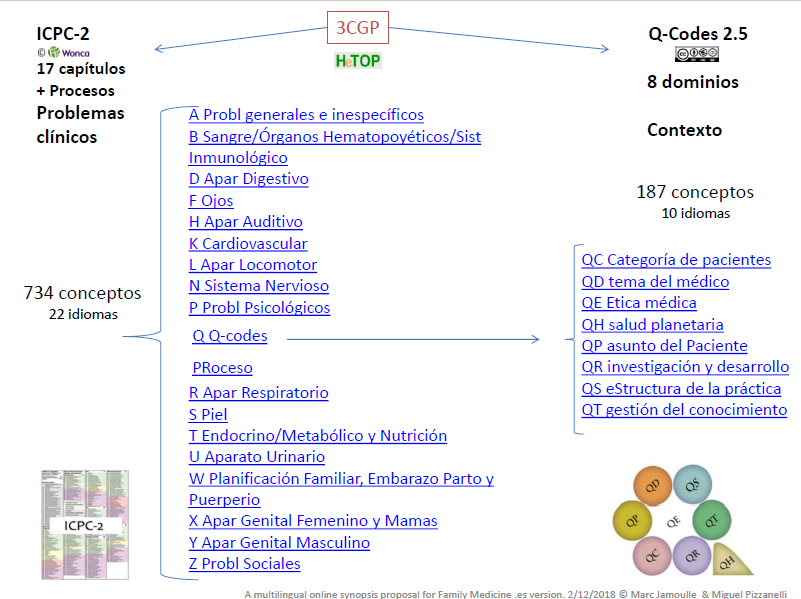 3CGP
HeTOP
ICPC-2
© Wonca
17 capítulos
+ Procesos
Problemas
clínicos
734 conceptos
22 idiomas
A Probl generales e inespecíficos
B Sangre/Órganos Hematopoyéticos/Sist
Inmunológico
D Apar Digestivo
F Ojos
H Apar Auditivo
K Cardiovascular
L Apar Locomotor
N Sistema Nervioso
P Probl Psicológicos
Q Q-codes
PRoceso
R Apar Respiratorio
S Piel
T Endocrino/Metabólico y Nutrición
U Aparato Urinario
W Planificación Familiar, Embarazo Parto y
Puerperio
X Apar Genital Femenino y Mamas
Y Apar Genital Masculino
Z Probl Sociales
Q-Codes 2.5
8 dominios
Contexto
187 conceptos
10 idiomas
QC Categoría de pacientes
QD tema del médico
QE Etica médica
QH salud planetaria
QP asunto del Paciente
QR investigación y desarrollo
QS eStructura de la práctica
QT gestión del conocimiento
ICPC-2
QD
QS
QP
QE
QT
QC
QR
QH
A multilingual online synopsis proposal for Family Medicine .es version. 2/12/2018 © Marc Jamoulle & Miguel Pizzanelli